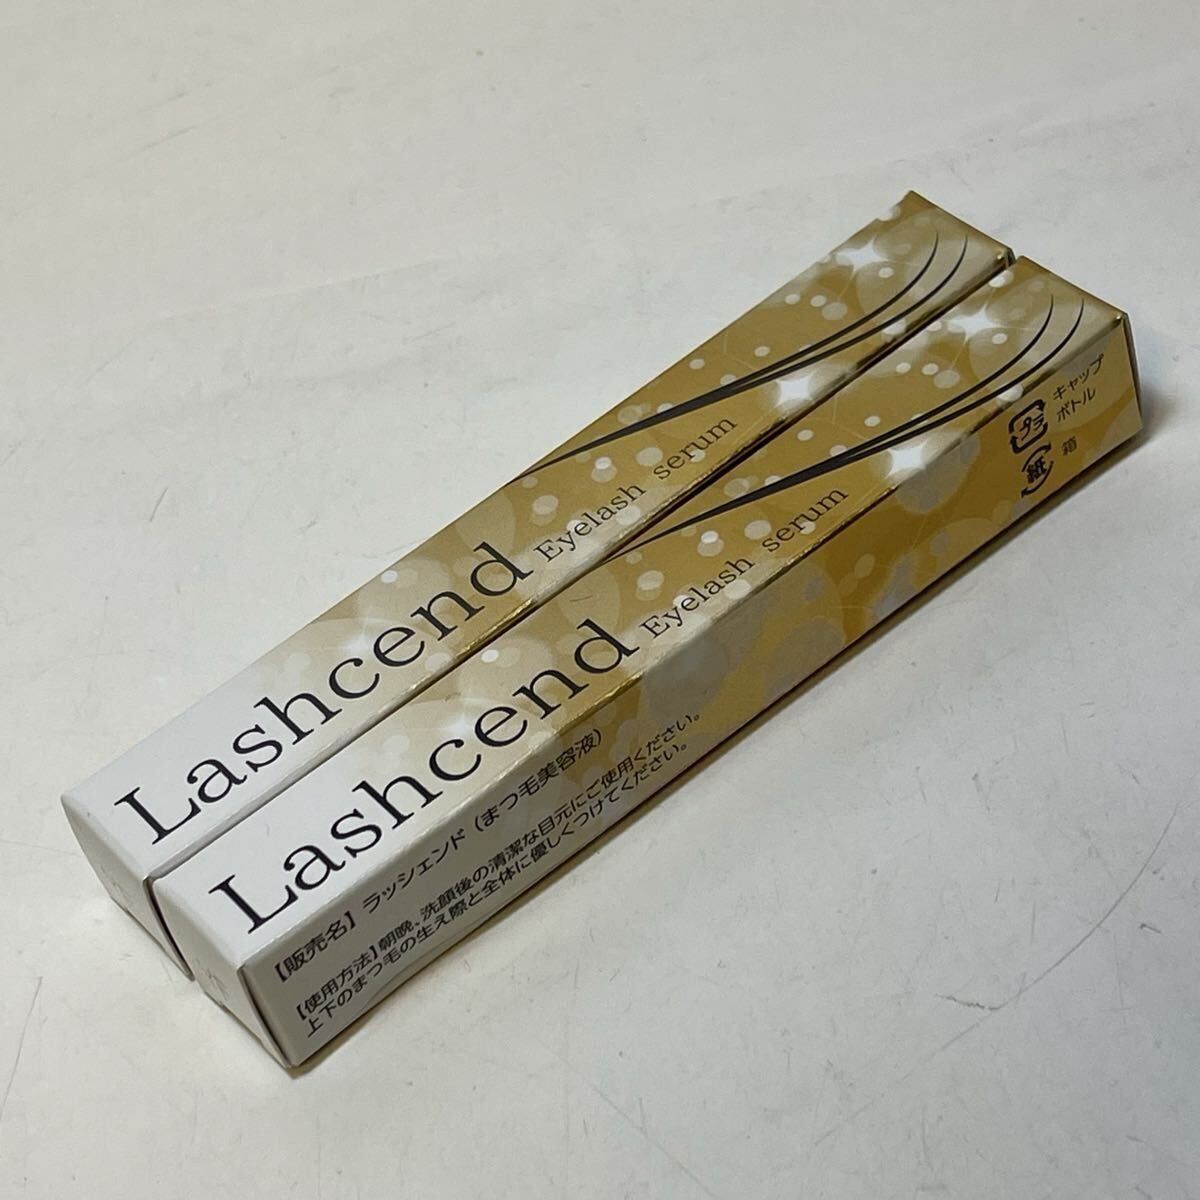 Lashcend
Eyelash serum
Lashcend
Eyelash serum
【販売名】ラッシェンド（まつ毛美容液）
【使用方法】朝晩、洗顔後の清潔な目元にご使用ください。
上下のまつ毛の生え際と全体に優しくつけてください。
キャップ
ボトル
プラ
箱
紙